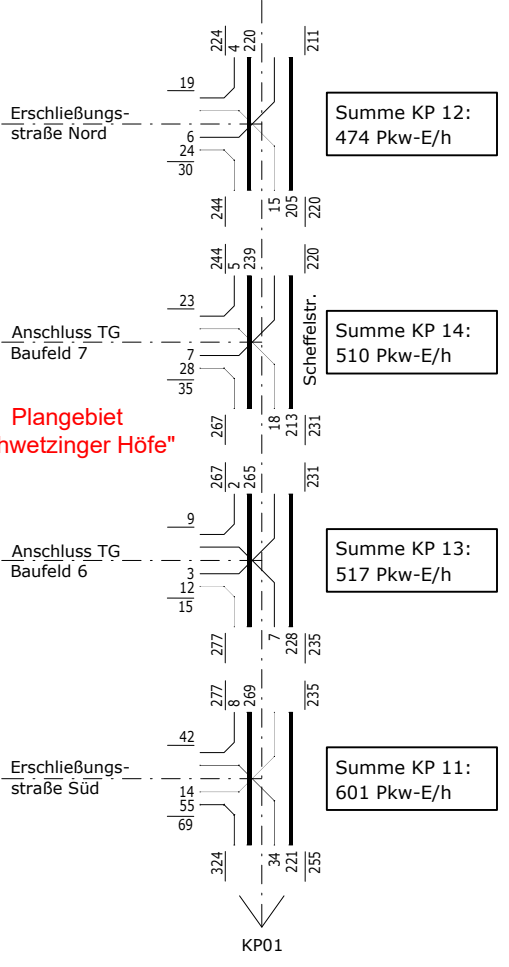 224
4
220
211
19
Erschließungs-
straße Nord
6
24
30
Summe KP 12:
474 Pkw-E/h
244
15
205
220
244
5
239
220
23
Anschluss TG
Baufeld 7
7
28
35
Scheffelstr.
Summe KP 14:
510 Pkw-E/h
267
18
213
231
Plangebiet
hwetzinger Höfe"
267
2
265
231
9
Anschluss TG
Baufeld 6
3
12
15
Summe KP 13:
517 Pkw-E/h
277
7
228
235
277
8
269
235
42
Erschließungs-
straße Süd
14
55
69
Summe KP 11:
601 Pkw-E/h
324
34
221
255
KP01